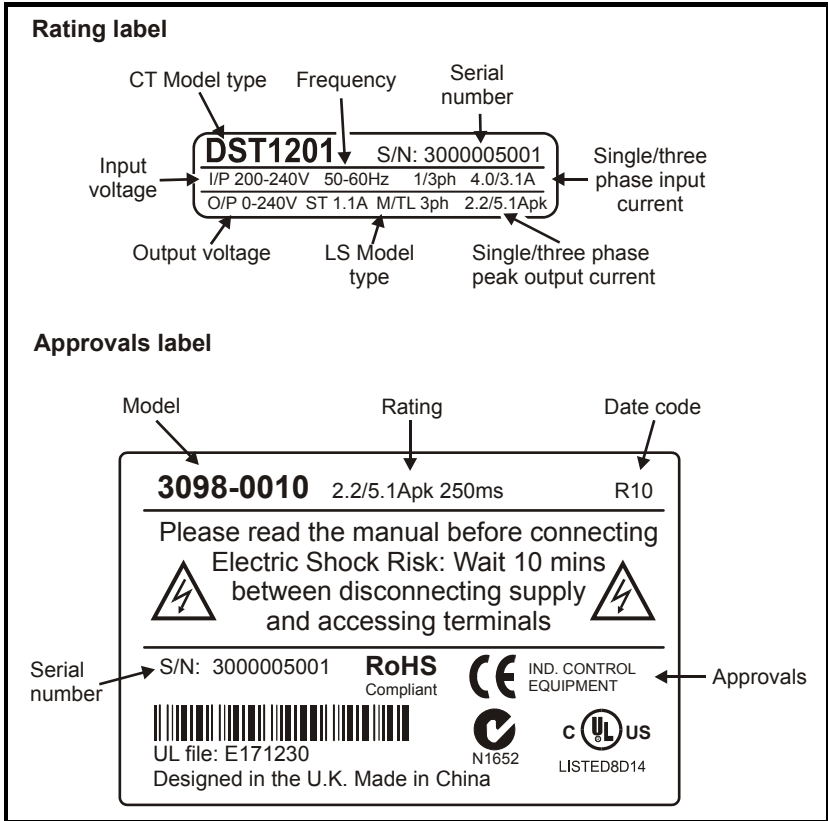 Rating label
CT Model type
Frequency
Serial
number
Input
voltage
DST1201 S/N: 3000005001
I/P 200-240V 50-60Hz 1/3ph 4.0/3.1A
O/P 0-240V ST 1.1A M/TL 3ph 2.2/5.1Apk
Single/three
phase input
current
Output voltage
LS Model
type
Single/three phase
peak output current
Approvals label
Model
Rating
Date code
3098-0010 2.2/5.1Apk 250ms R10
Please read the manual before connecting
Electric Shock Risk: Wait 10 mins
between disconnecting supply
and accessing terminals
Serial
number
S/N: 3000005001
RoHS
Compliant
CE
IND. CONTROL
EQUIPMENT
Approvals
UL file: E171230
Designed in the U.K. Made in China
N1652
C UL US
LISTED8D14